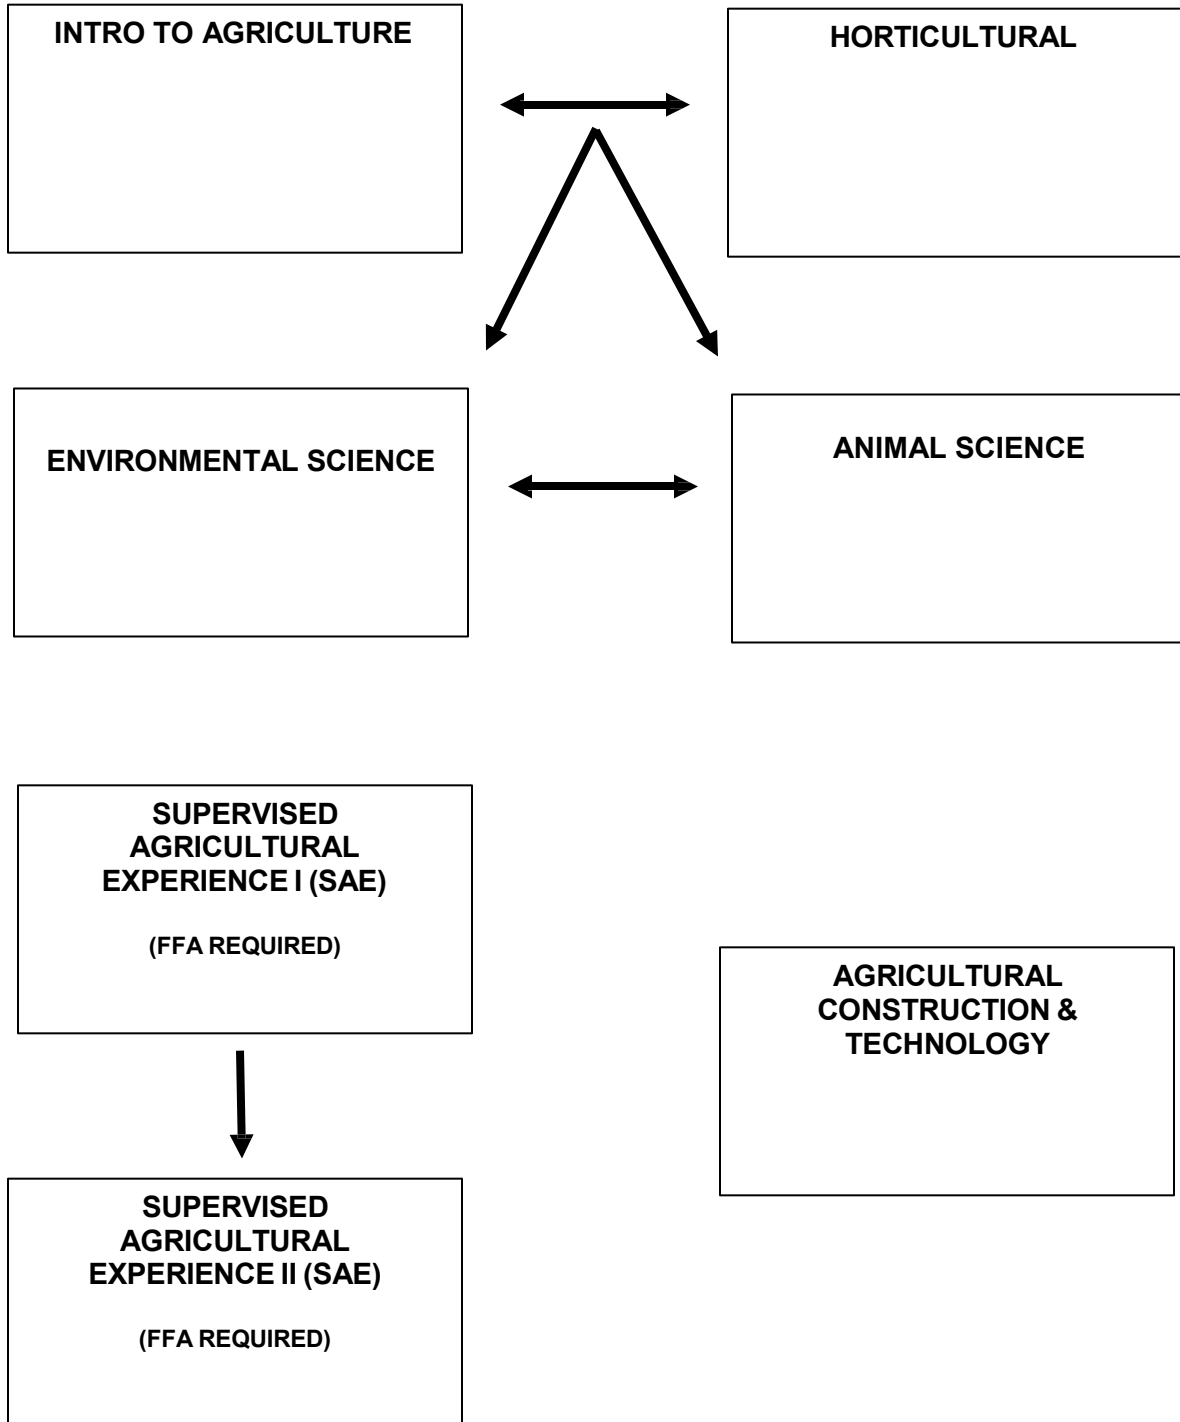 INTRO TO AGRICULTURE
HORTICULTURAL
ENVIRONMENTAL SCIENCE
ANIMAL SCIENCE
SUPERVISED
AGRICULTURAL
EXPERIENCE I (SAE)
(FFA REQUIRED)
AGRICULTURAL
CONSTRUCTION &
TECHNOLOGY
SUPERVISED
AGRICULTURAL
EXPERIENCE II (SAE)
(FFA REQUIRED)